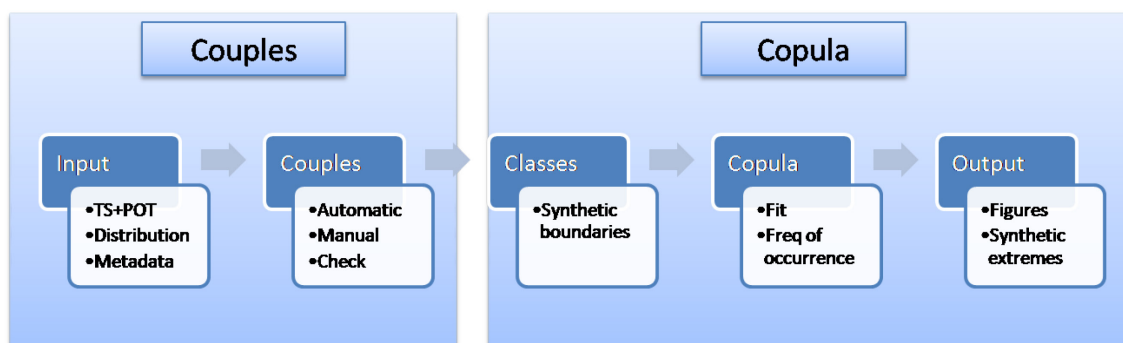 Couples
Copula
Input
•TS+POT
•Distribution
•Metadata
Couples
•Automatic
•Manual
•Check
Classes
•Synthetic
boundaries
Copula
•Fit
•Freq of
occurrence
Output
•Figures
•Synthetic
extremes